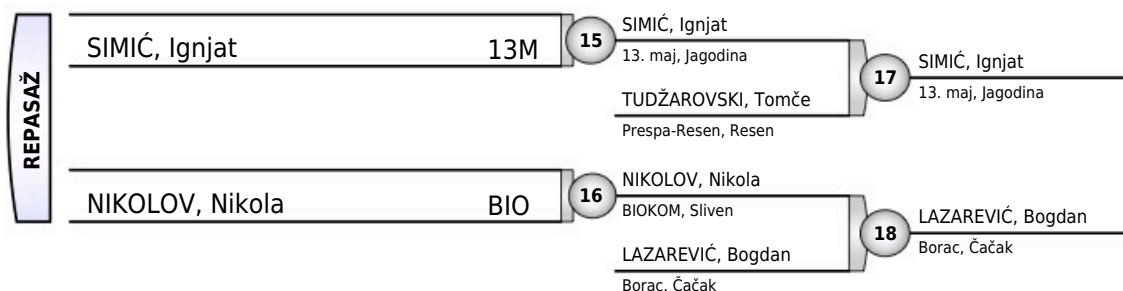 REPASAŽ
SIMIĆ, Ignjat 13M
15
SIMIĆ, Ignjat
13. maj, Jagodina
TUDŽAROVSKI, Tomče
Prespa-Resen, Resen
17
SIMIĆ, Ignjat
13. maj, Jagodina
NIKOLOV, Nikola BIO
16
NIKOLOV, Nikola
BIOKOM, Sliven
LAZAREVIĆ, Bogdan
Borac, Čačak
18
LAZAREVIĆ, Bogdan
Borac, Čačak